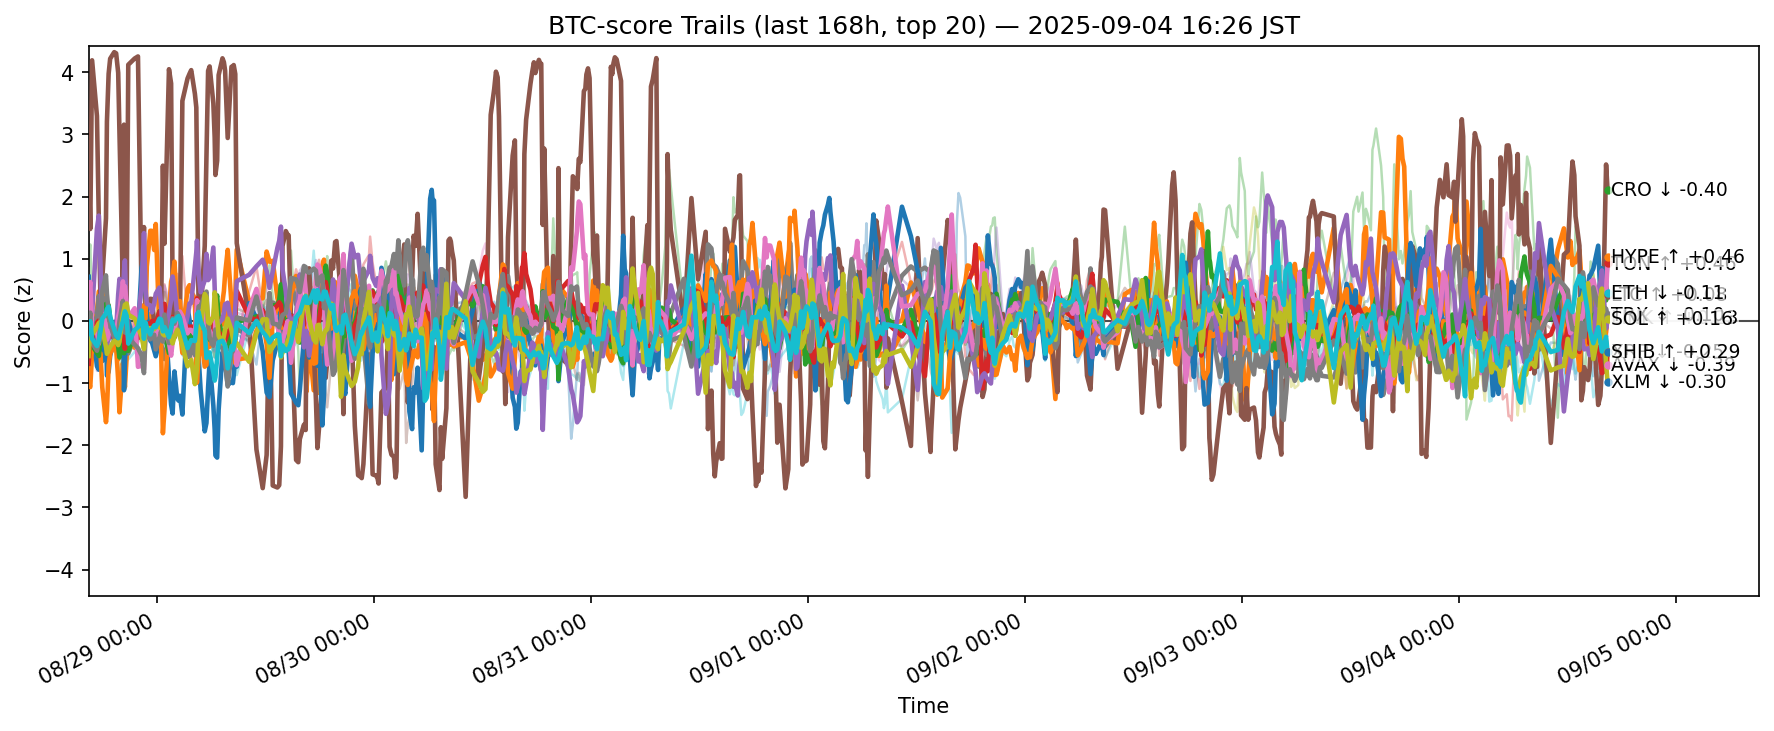 BTC-score Trails (last 168h, top 20) — 2025-09-04 16:26 JST
Score (z)
4
3
2
1
0
−1
−2
−3
−4
CRO ↓ -0.40
HYPE ↑ +0.46
ETH ↓ -0.11
SOL ↑ +0.16
SHIB ↑ +0.29
AVAX ↓ -0.39
XLM ↓ -0.30
08/29 00:00
08/30 00:00
08/31 00:00
09/01 00:00
09/02 00:00
09/03 00:00
09/04 00:00
09/05 00:00
Time